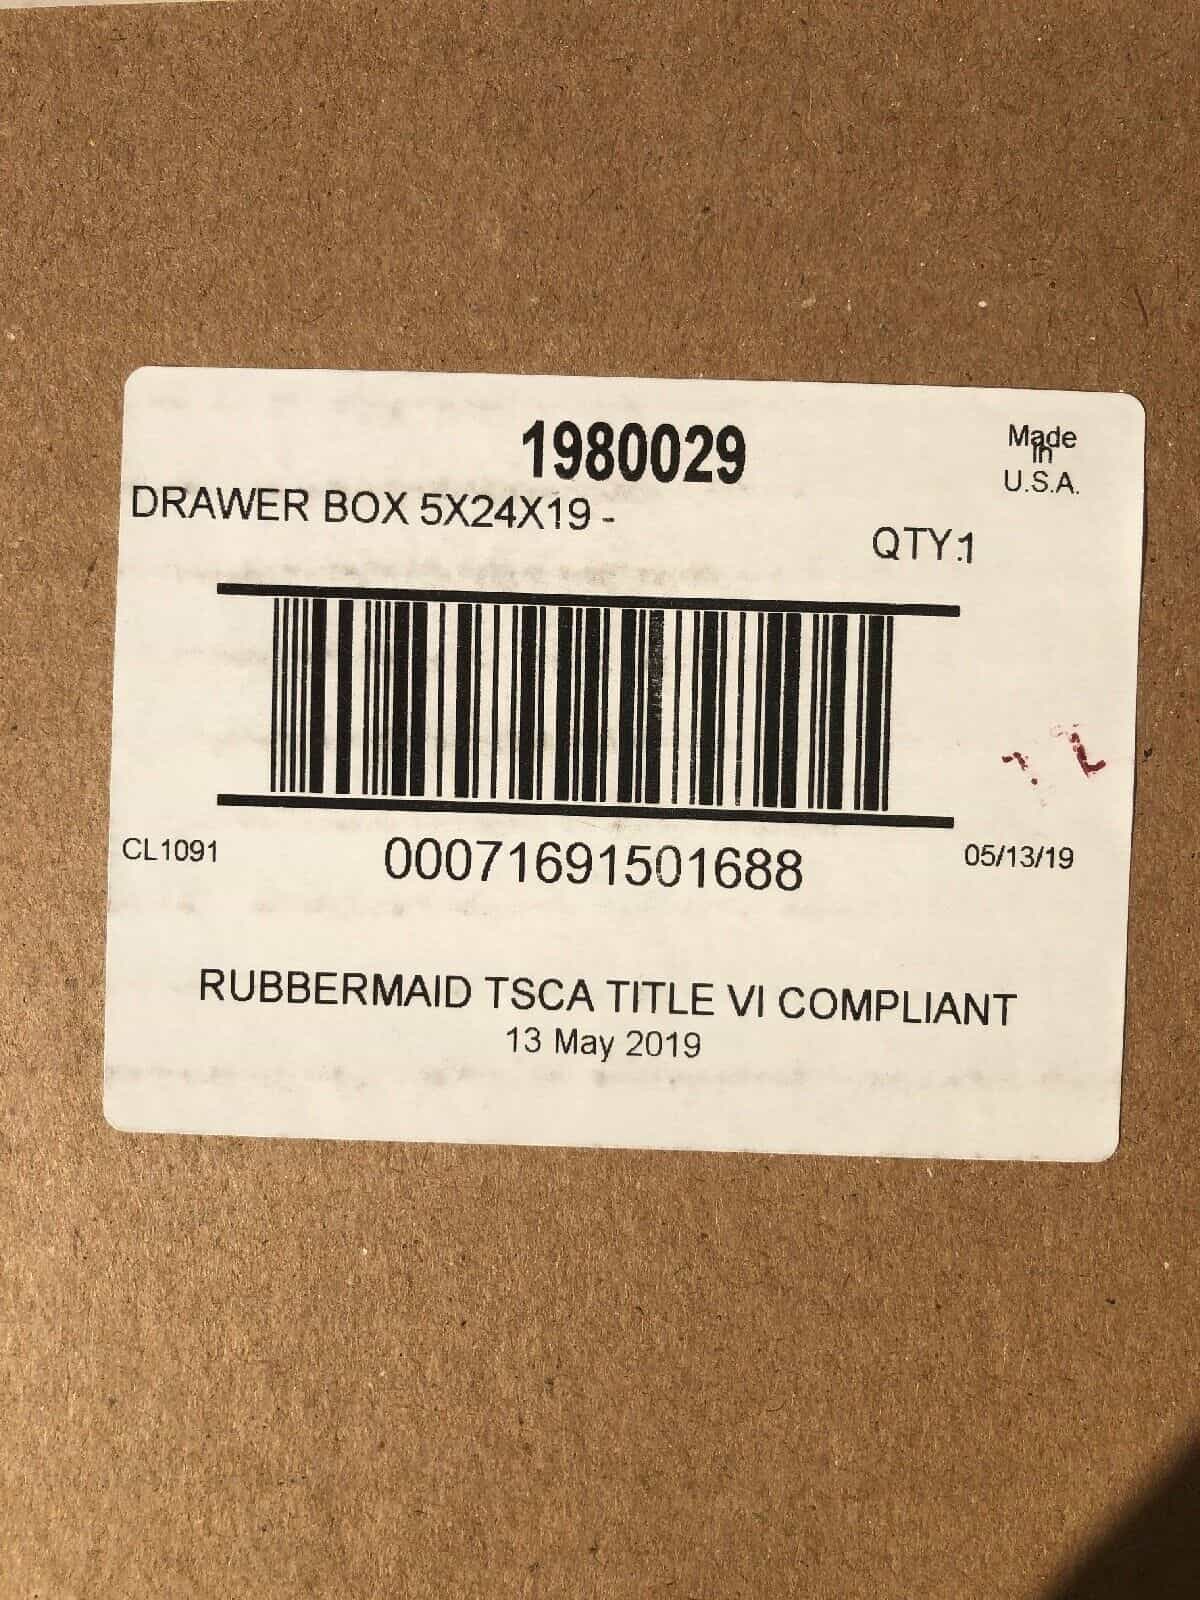 1980029
Made
in
U.S.A.
DRAWER BOX 5X24X19 -
QTY:1
CL1091
00071691501688
05/13/19
RUBBERMAID TSCA TITLE VI COMPLIANT
13 May 2019